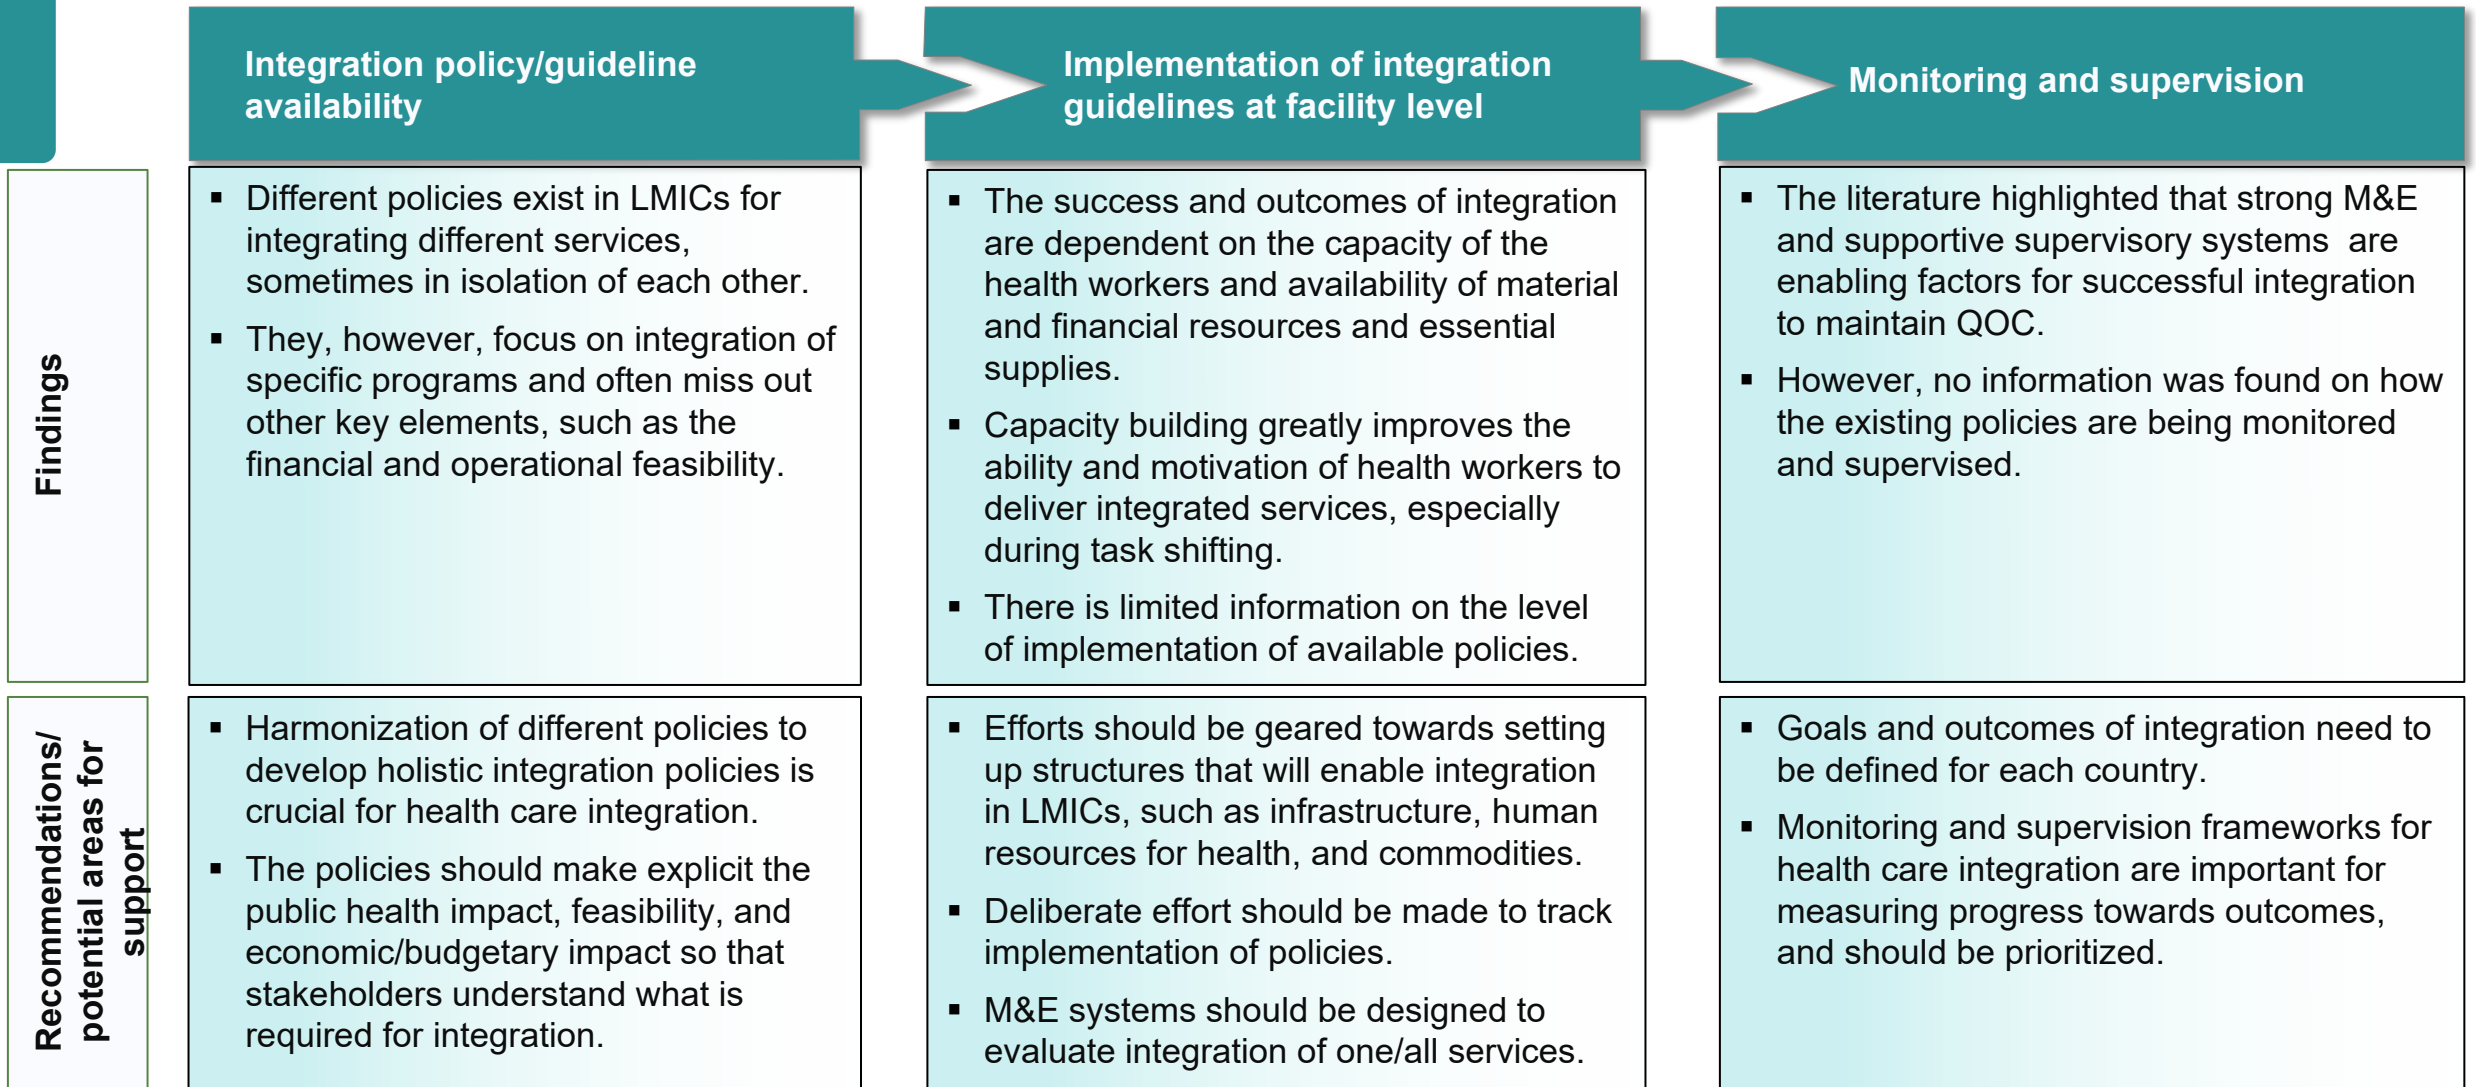 Integration policy/guideline
availability
Implementation of integration
guidelines at facility level
Monitoring and supervision
Findings
▪ Different policies exist in LMICs for
integrating different services,
sometimes in isolation of each other.
▪ They, however, focus on integration of
specific programs and often miss out
other key elements, such as the
financial and operational feasibility.
▪ The success and outcomes of integration
are dependent on the capacity of the
health workers and availability of material
and financial resources and essential
supplies.
▪ Capacity building greatly improves the
ability and motivation of health workers to
deliver integrated services, especially
during task shifting.
▪ There is limited information on the level
of implementation of available policies.
▪ The literature highlighted that strong M&E
and supportive supervisory systems  are
enabling factors for successful integration
to maintain QOC.
▪ However, no information was found on how
the existing policies are being monitored
and supervised.
Recommendations/
potential areas for
support
▪ Harmonization of different policies to
develop holistic integration policies is
crucial for health care integration.
▪ The policies should make explicit the
public health impact, feasibility, and
economic/budgetary impact so that
stakeholders understand what is
required for integration.
▪ Efforts should be geared towards setting
up structures that will enable integration
in LMICs, such as infrastructure, human
resources for health, and commodities.
▪ Deliberate effort should be made to track
implementation of policies.
▪ M&E systems should be designed to
evaluate integration of one/all services.
▪ Goals and outcomes of integration need to
be defined for each country.
▪ Monitoring and supervision frameworks for
health care integration are important for
measuring progress towards outcomes,
and should be prioritized.